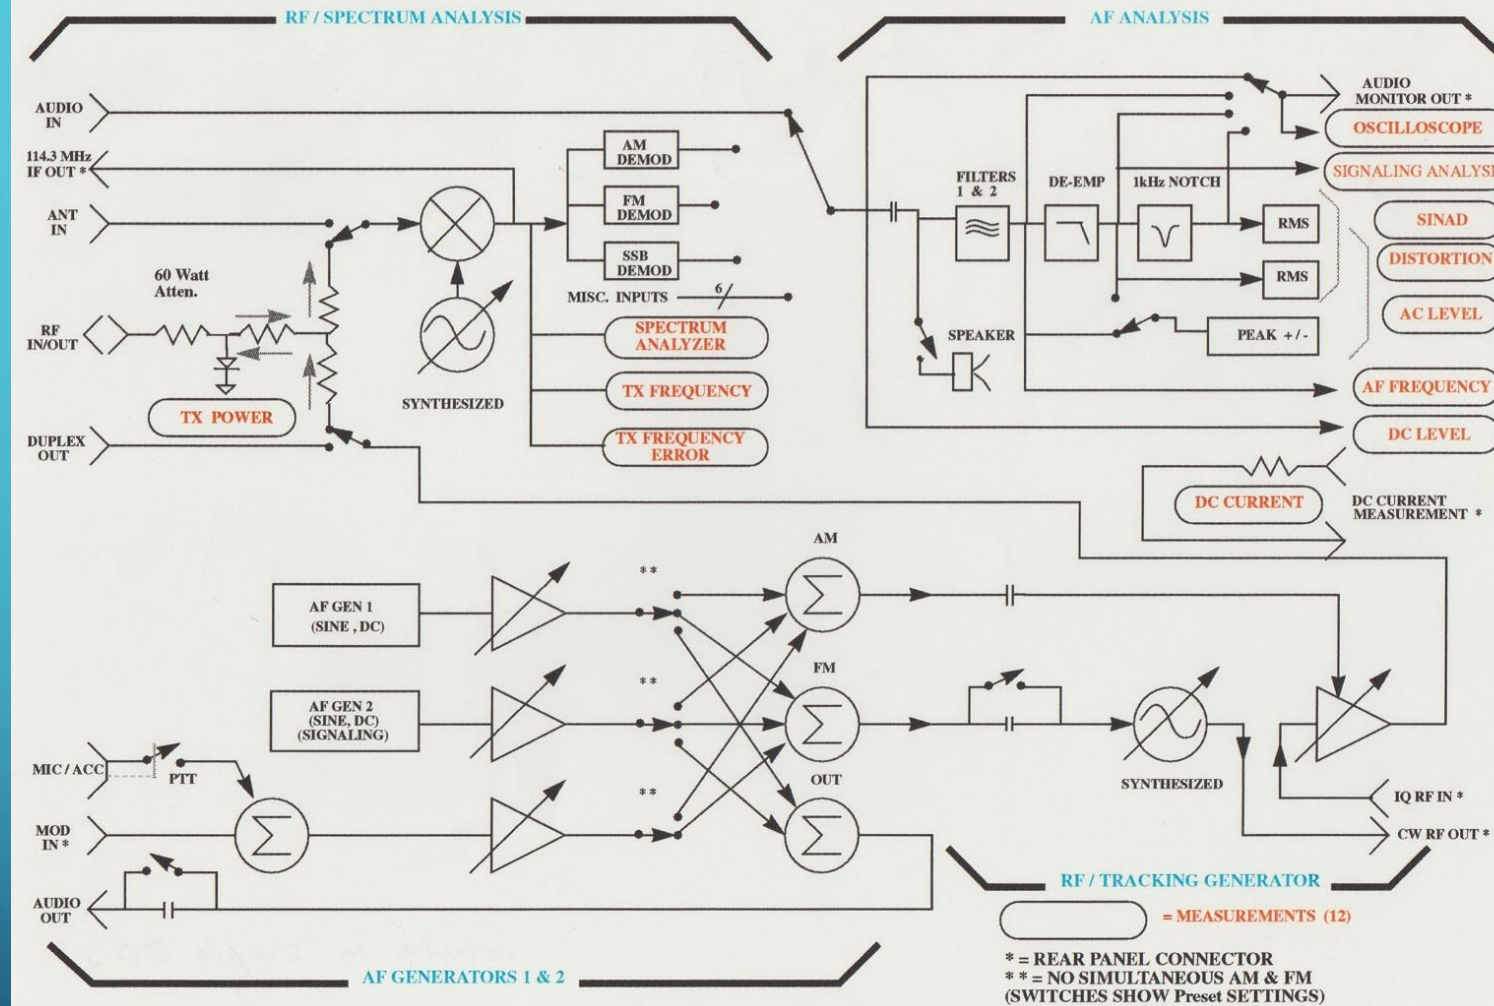 RF / SPECTRUM ANALYSIS
AF ANALYSIS
AUDIO
IN
114.3 MHz
IF OUT *
ANT
IN
60 Watt
Atten.
RF
IN/OUT
TX POWER
DUPLEX
OUT
AM
DEMOD
FM
DEMOD
SSB
DEMOD
MISC. INPUTS
6
SYNTHESIZED
SPECTRUM
ANALYZER
TX FREQUENCY
TX FREQUENCY
ERROR
AUDIO
MONITOR OUT *
OSCILLOSCOPE
SIGNALING ANALYSI
FILTERS
1 & 2
DE-EMP
1kHz NOTCH
RMS
RMS
SINAD
DISTORTION
AC LEVEL
SPEAKER
PEAK + / -
AF FREQUENCY
DC LEVEL
DC CURRENT
DC CURRENT
MEASUREMENT *
AF GEN 1
(SINE , DC)
* *
AM
AF GEN 2
(SINE, DC)
(SIGNALING)
* *
FM
MIC / ACC
PTT
* *
OUT
MOD
IN *
AUDIO
OUT
SYNTHESIZED
IQ RF IN *
CW RF OUT *
RF / TRACKING GENERATOR
AF GENERATORS 1 & 2
= MEASUREMENTS (12)
* = REAR PANEL CONNECTOR
* * = NO SIMULTANEOUS AM & FM
(SWITCHES SHOW Preset SETTINGS)